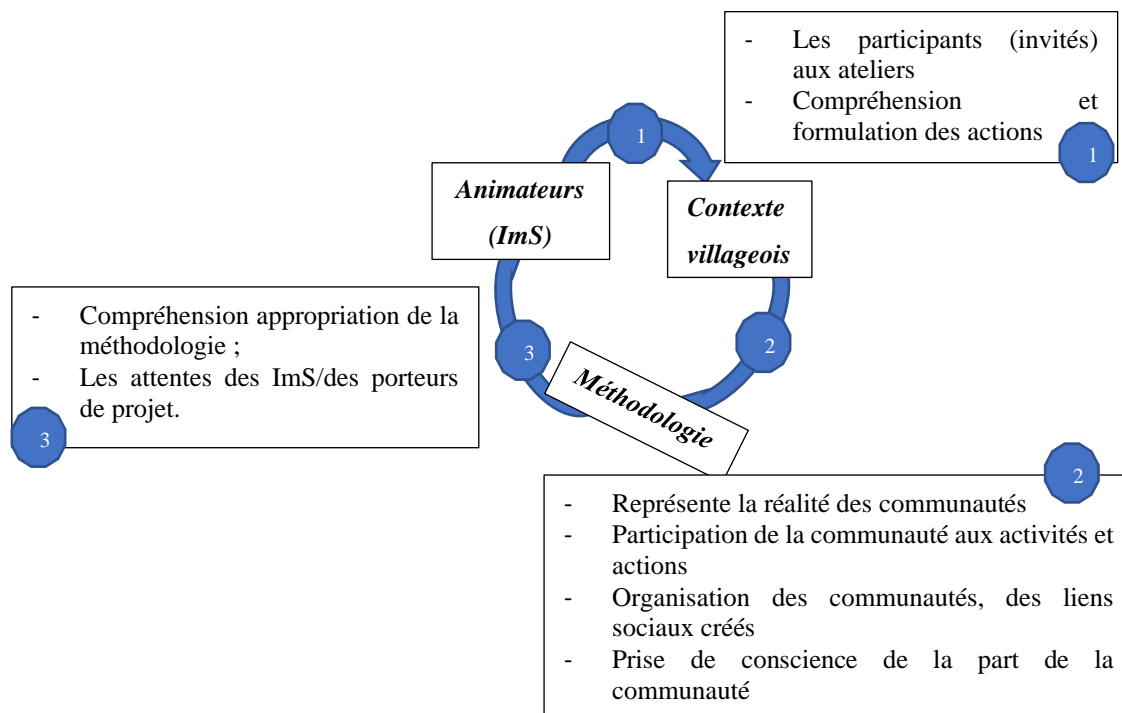 - Les participants (invités)
aux ateliers
- Compréhension et
formulation des actions
1
1
Animateurs
(ImS)
Contexte
villageois
- Compréhension appropriation de la
méthodologie ;
- Les attentes des ImS/des porteurs
de projet.
3
3
2
Méthodologie
2
- Représente la réalité des communautés
- Participation de la communauté aux activités et
actions
- Organisation des communautés, des liens
sociaux créés
- Prise de conscience de la part de la
communauté